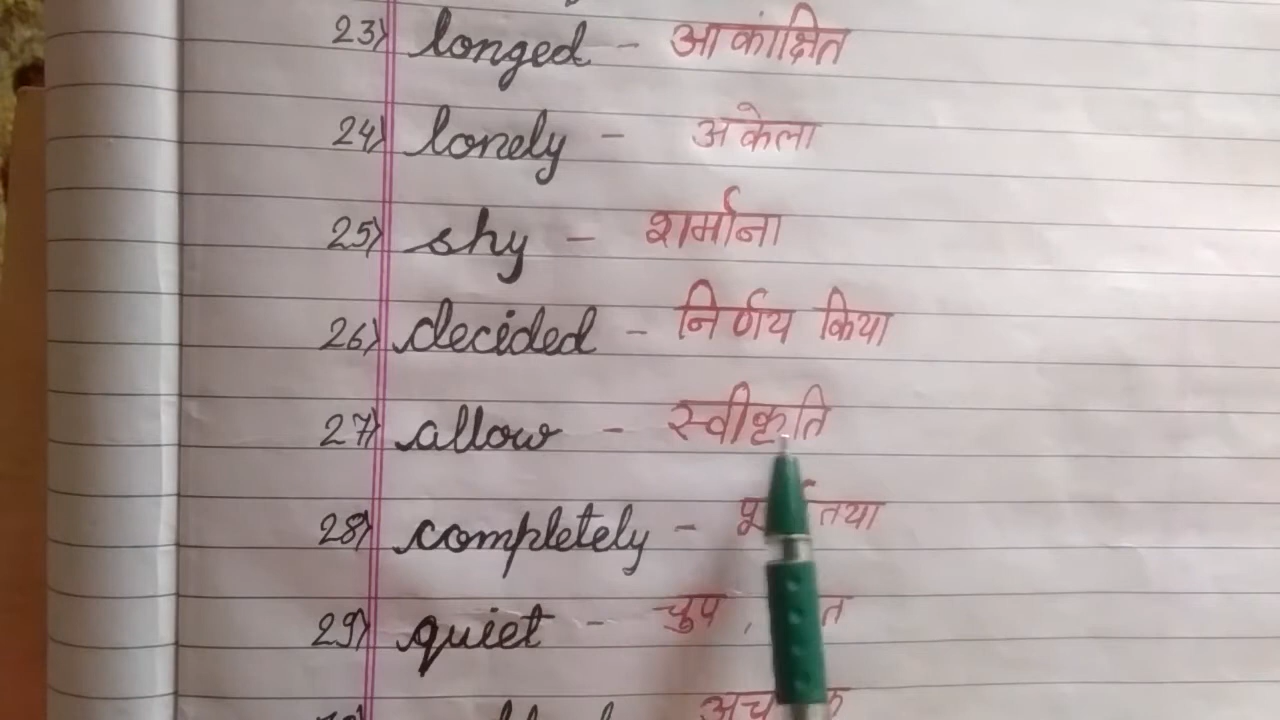 23) longed - आकांक्षित
24) lonely - अकेला
25) shy - शर्माना
26) decided - निर्णय किया
27) allow - स्वीकृति
28) completely -
29) quiet - चुप ,